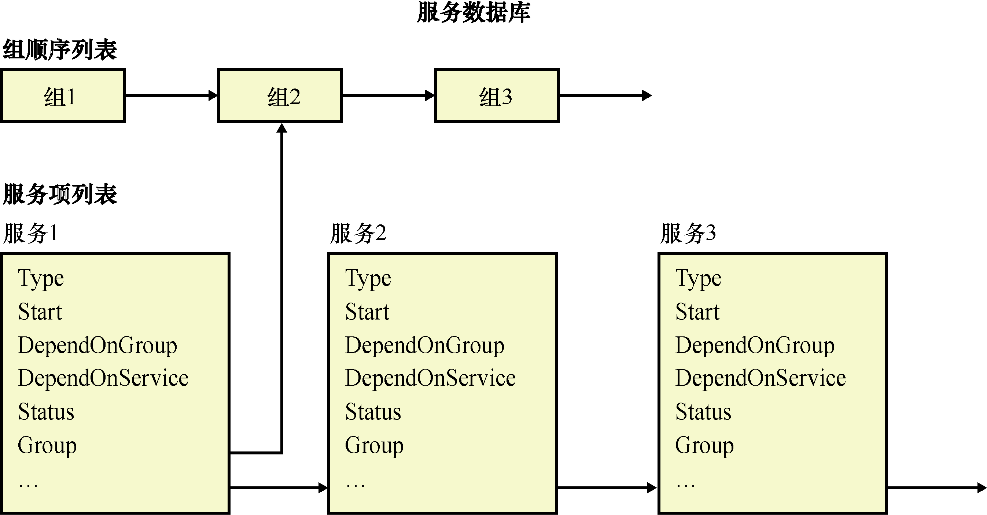 服务数据库
组顺序列表
组1
组2
组3
服务项列表
服务1
Type
Start
DependOnGroup
DependOnService
Status
Group
…
服务2
Type
Start
DependOnGroup
DependOnService
Status
Group
…
服务3
Type
Start
DependOnGroup
DependOnService
Status
Group
…